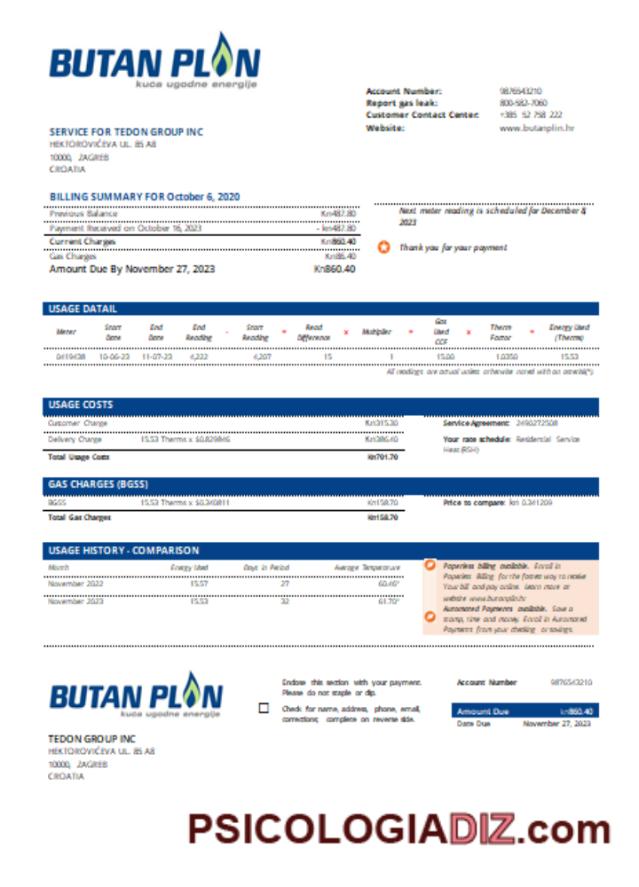 BUTAN PLIN
kuća ugodne energije
Account Number: 9876543210
Report gas leak: 800-582-7060
Customer Contact Center: +385 52 758 222
Website: www.butanplin.hr
SERVICE FOR TEDON GROUP INC
HEKTOROVIĆEVA UL. 85 A8
10000, ZAGREB
CROATIA
BILLING SUMMARY FOR October 6, 2020
Previous Balance Kn487.80
Payment Received on October 16, 2023 - kn487.80
Current Charges Kn860.40
Gas Charges Kn86.40
Amount Due By November 27, 2023 Kn860.40
Next meter reading is scheduled for December 8,
2023
Thank you for your payment
USAGE DATAIL
Meter Start Date End Date End Reading - Start Reading = Read Difference x Multiplier = Gas Used CCF x Therm Factor = Energy Used (Therms)
0419438 10-06-23 11-07-23 4,222 4,207 15 1 15.00 1.0350 15.53
All readings are actual unless otherwise noted with an asterisk(*).
USAGE COSTS
Customer Charge Kn315.30
Delivery Charge 15.53 Therms x Kn386.40
Total Usage Costs Kn701.70
Service Agreement: 2490272508
Your rate schedule: Residential Service
Heat (RSH)
GAS CHARGES (BGSS)
BGSS 15.53 Therms x Kn158.70
Total Gas Charges Kn158.70
Price to compare: kn 0.341209
USAGE HISTORY - COMPARISON
Month Energy Used Days in Period Average Temperature
November 2022 15.57 27 60.46°
November 2023 15.53 32 61.70°
Paperless billing available. Enroll in
Paperless Billing for the fastest way to receive
Your bill and pay online. Learn more at
website www.butanplin.hr
Automated Payments available. Save a
stamp, time and money. Enroll in Automated
Payments from your checking or savings.
BUTAN PLIN
kuća ugodne energije
TEDON GROUP INC
HEKTOROVIĆEVA UL. 85 A8
10000, ZAGREB
CROATIA
Enclose this section with your payment.
Please do not staple or clip.
Check for name, address, phone, email,
corrections; complete on reverse side.
Account Number 9876543210
Amount Due kn860.40
Date Due November 27, 2023
PSICOLOGIADIZ.com